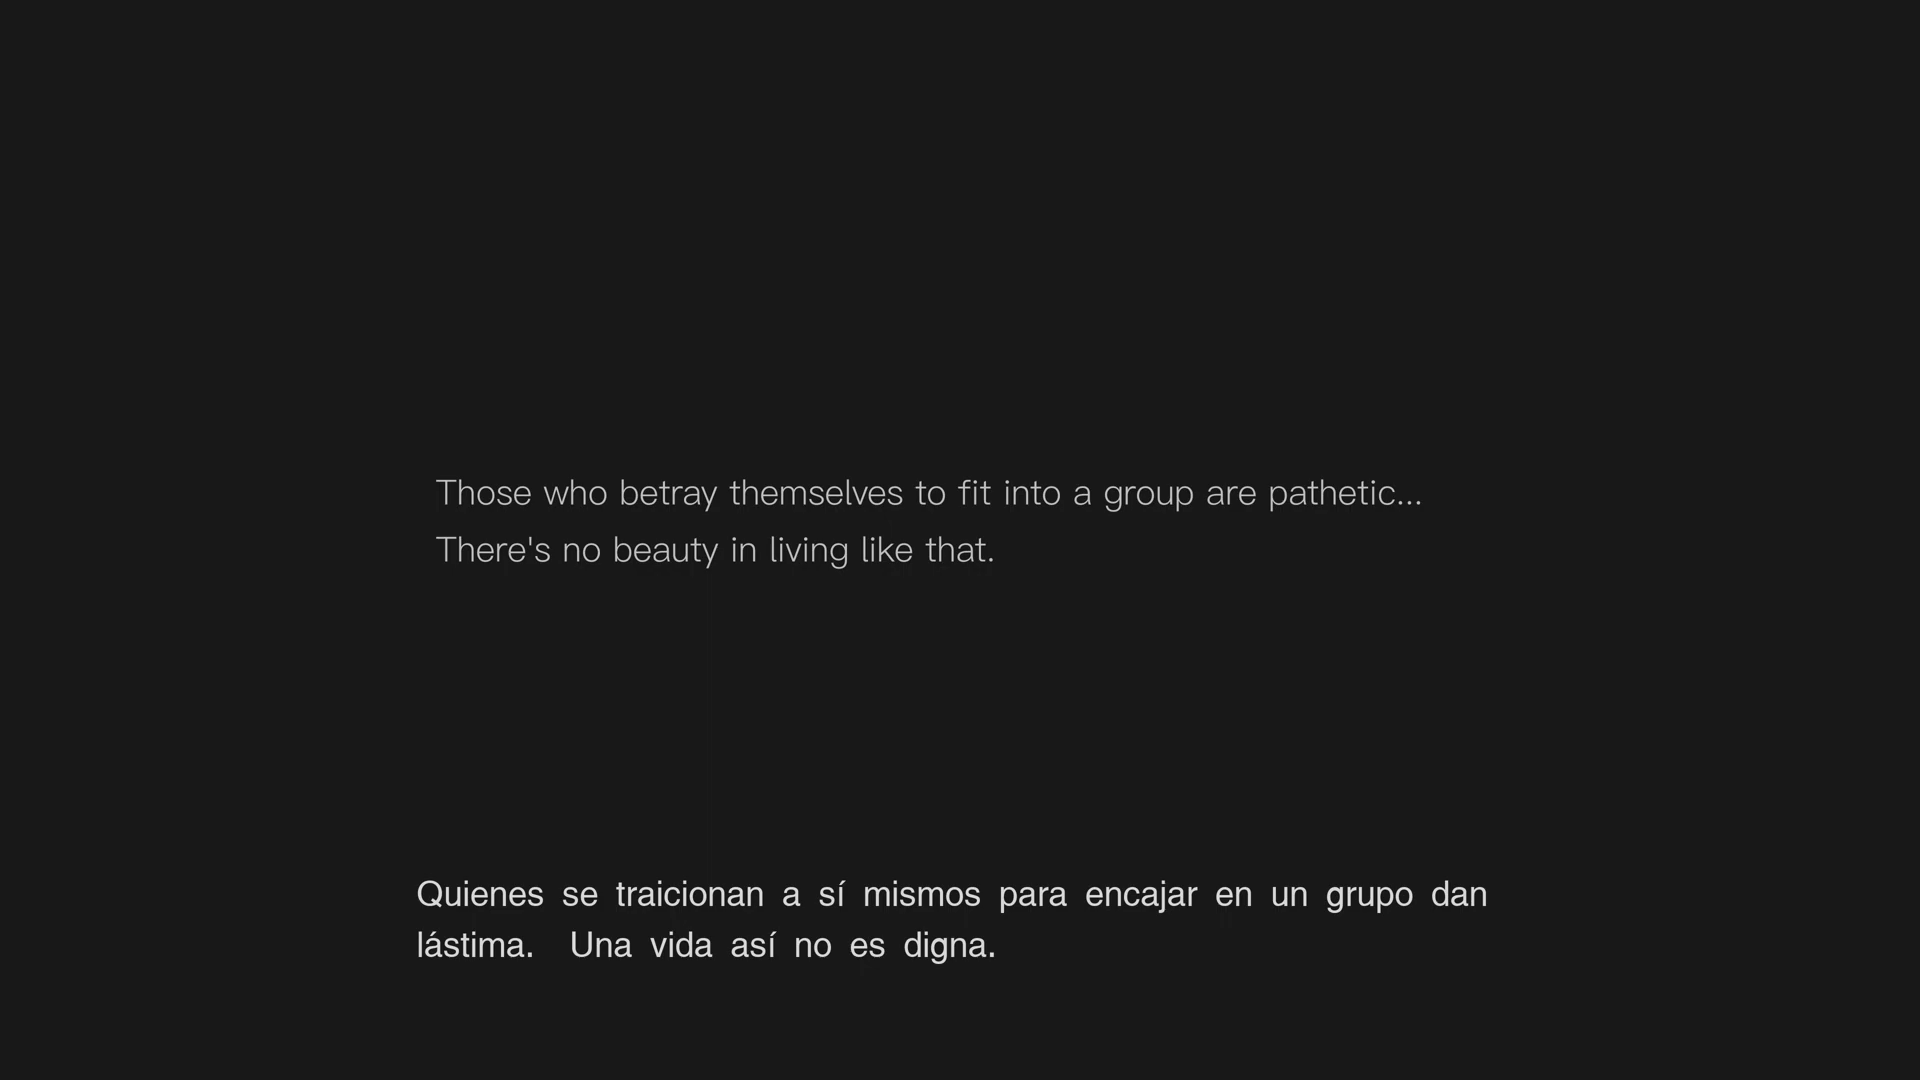 Those who betray themselves to fit into a group are pathetic...
There's no beauty in living like that.
Quienes se traicionan a sí mismos para encajar en un grupo dan
lástima. Una vida así no es digna.